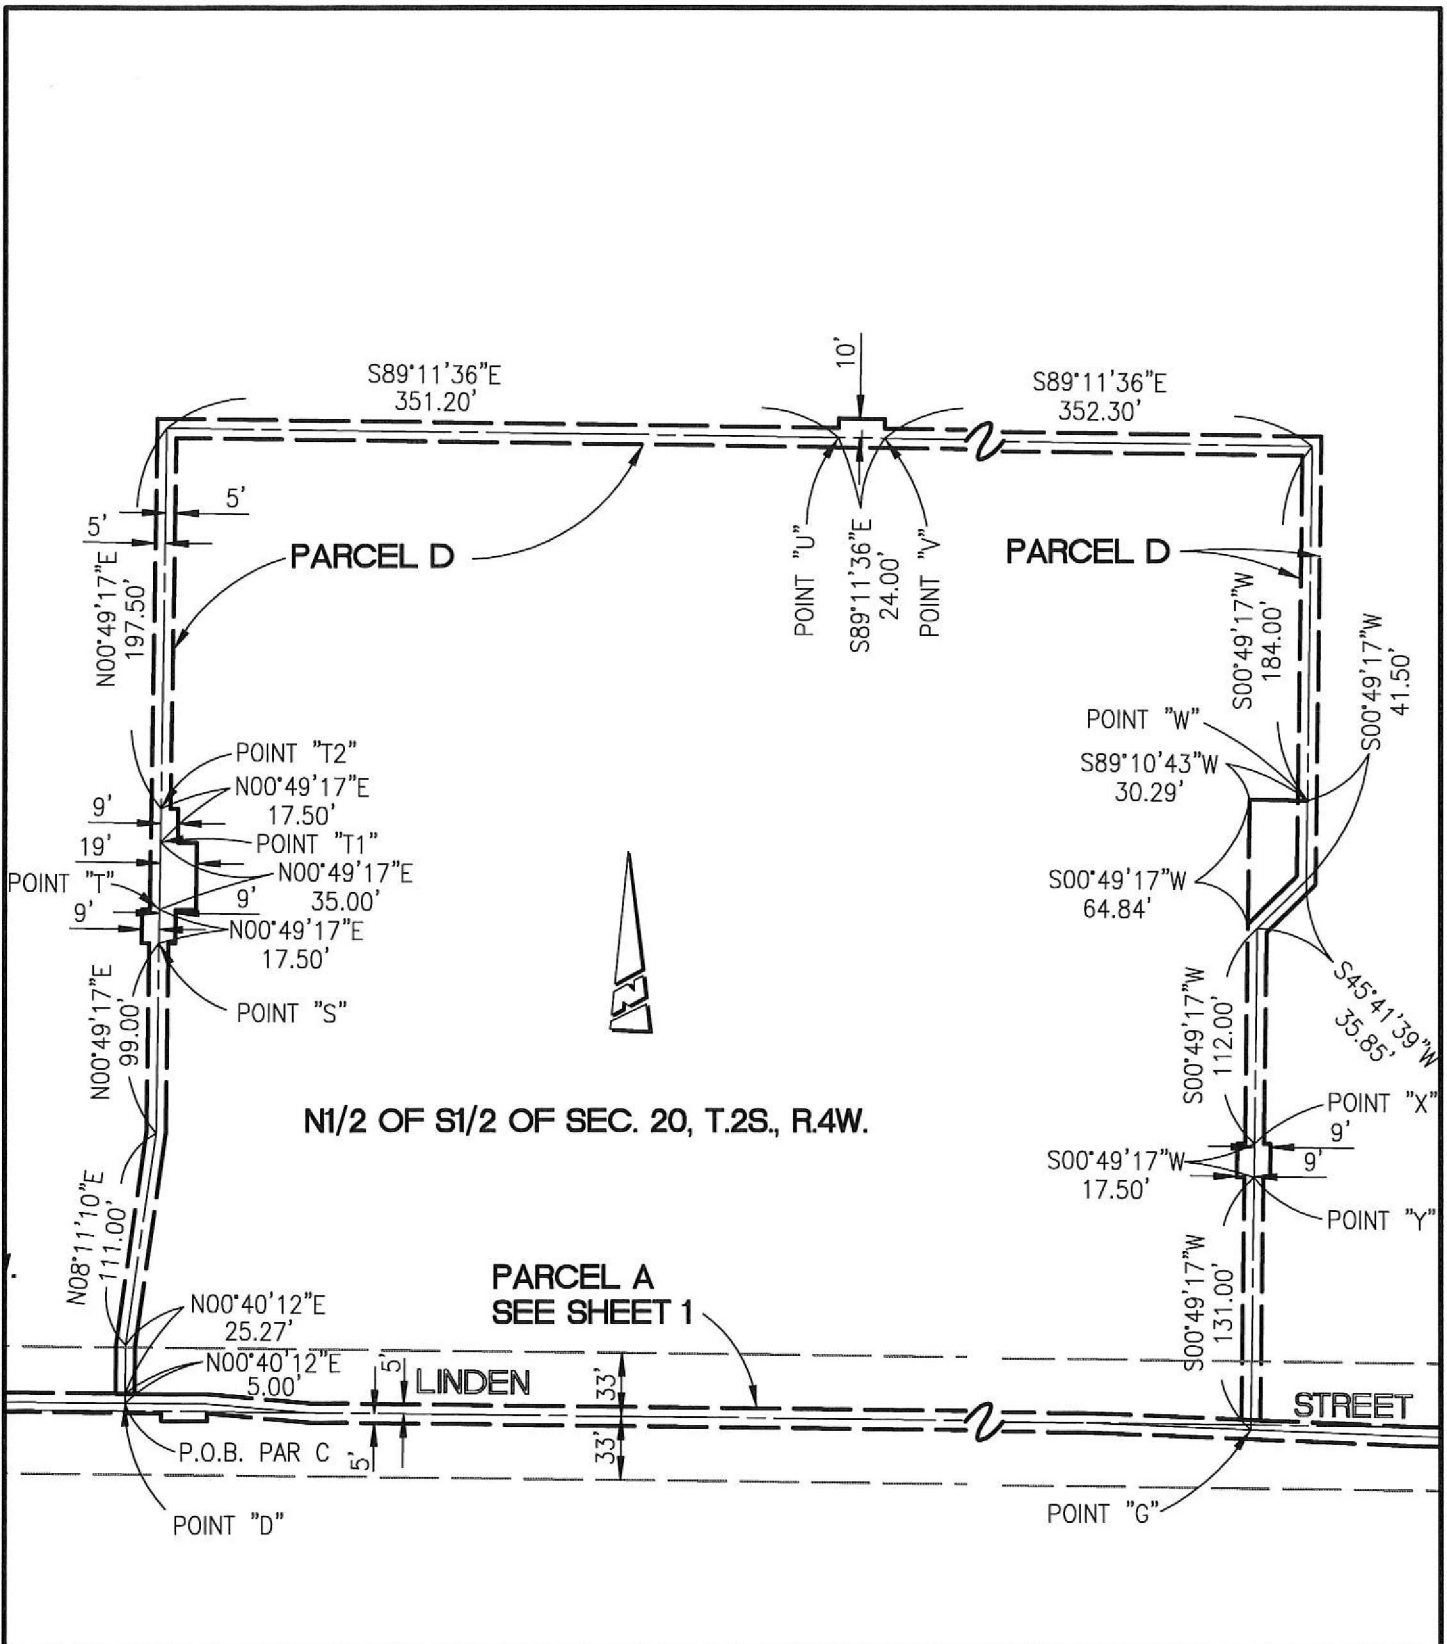 10'
S89°11'36"E
351.20'
S89°11'36"E
352.30'
5'
5'
N00°49'17"E
197.50'
PARCEL D
POINT "U"
S89°11'36"E
24.00'
POINT "V"
PARCEL D
S00°49'17"W
184.00'
S00°49'17"W
41.50'
POINT "W"
S89°10'43"W
30.29'
POINT "T2"
N00°49'17"E
17.50'
9'
POINT "T1"
19'
N00°49'17"E
35.00'
POINT "T"
9'
9'
N00°49'17"E
17.50'
POINT "S"
S00°49'17"W
64.84'
N
N00°49'17"E
99.00'
S00°49'17"W
112.00'
S45°41'39"W
35.85'
N1/2 OF S1/2 OF SEC. 20, T.2S., R.4W.
POINT "X"
9'
S00°49'17"W
17.50'
9'
POINT "Y"
N08°11'10"E
111.00'
PARCEL A
SEE SHEET 1
S00°49'17"W
131.00'
N00°40'12"E
25.27'
N00°40'12"E
5.00'
5'
LINDEN
33'
STREET
P.O.B. PAR C
5'
33'
POINT "D"
POINT "G"